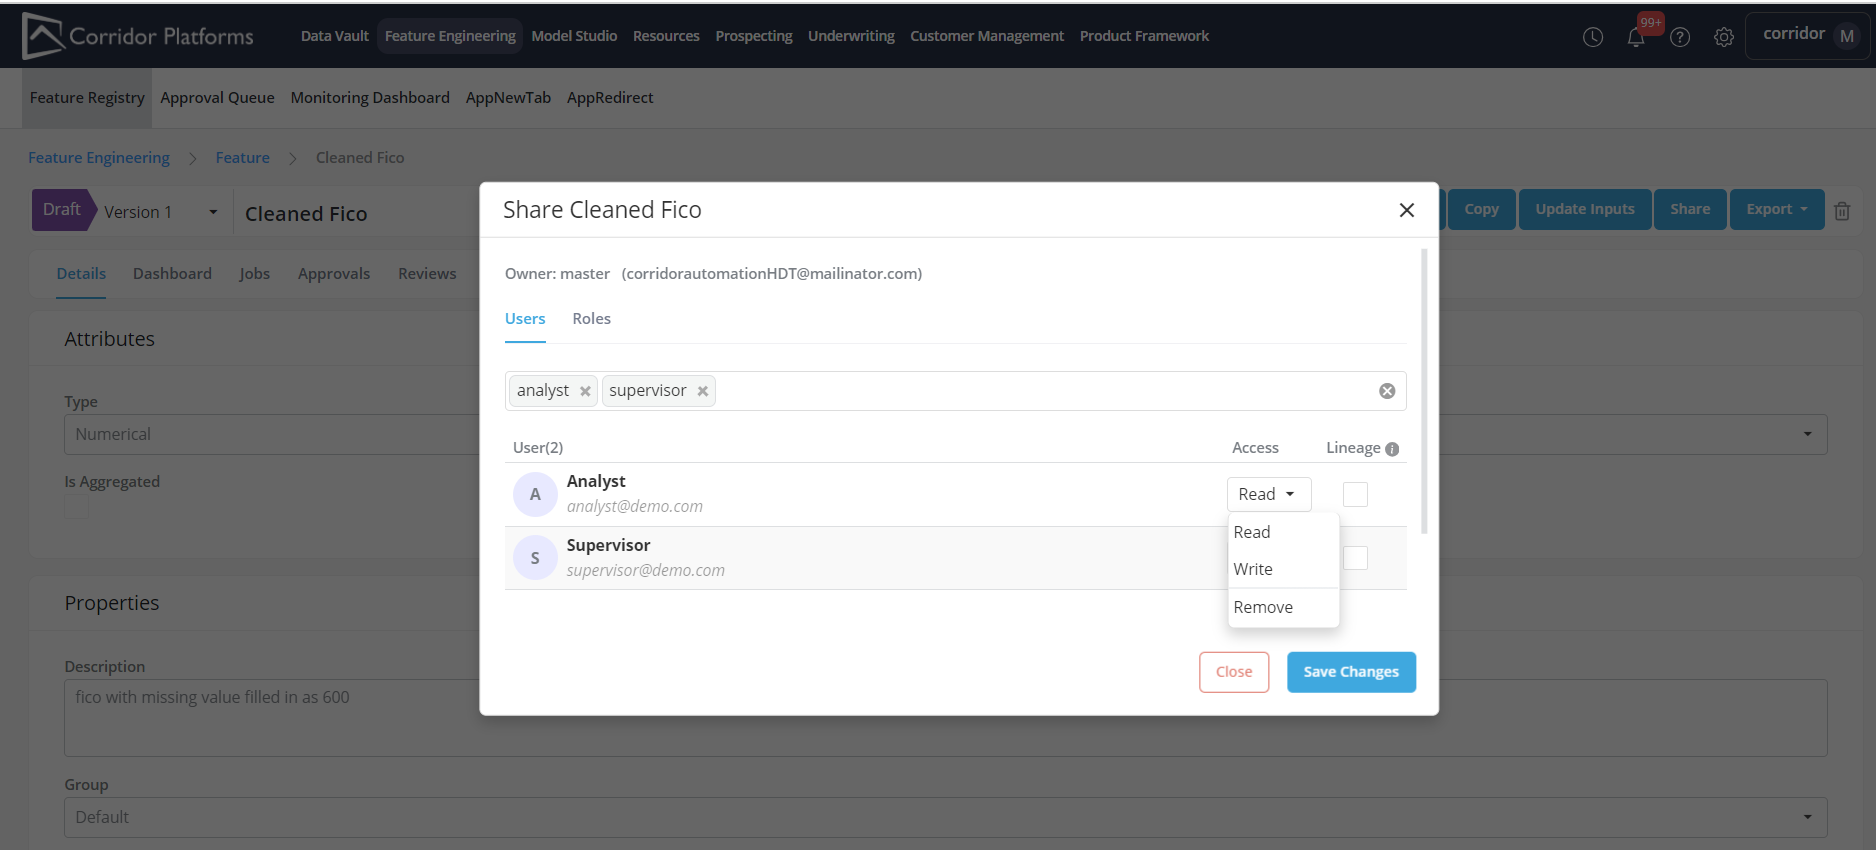 Corridor Platforms Data Vault Feature Engineering Model Studio Resources Prospecting Underwriting Customer Management Product Framework 99+ corridor M
Feature Registry Approval Queue Monitoring Dashboard AppNewTab AppRedirect
Feature Engineering > Feature > Cleaned Fico
Draft Version 1 Cleaned Fico Copy Update Inputs Share Export
Details Dashboard Jobs Approvals Reviews
Attributes
Type
Numerical
Is Aggregated
Properties
Description
fico with missing value filled in as 600
Group
Default
Share Cleaned Fico
Owner: master (corridorautomationHDT@mailinator.com)
Users Roles
analyst supervisor
User(2) Access Lineage
A Analyst Read
analyst@demo.com
S Supervisor
supervisor@demo.com
Read
Write
Remove
Close Save Changes